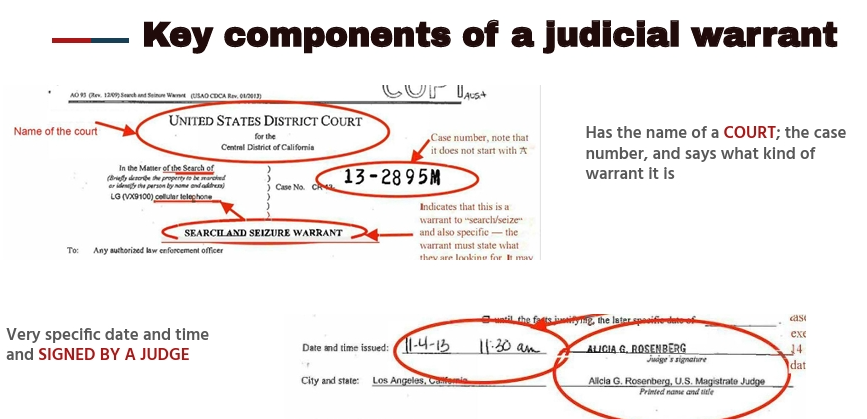 Key components of a judicial warrant
AO 93 (Rev. 12/09) Search and Seizure Warrant (USAO CDCA Rev. 01/2013)
COPY
AUSA
Name of the court
UNITED STATES DISTRICT COURT
for the
Central District of California
Case number, note that
it does not start with A
Has the name of a COURT; the case
number, and says what kind of
warrant it is
In the Matter of the Search of
(Briefly describe the property to be searched
or identify the person by name and address)
LG (VX9100) cellular telephone
Case No.
13-2895M
Indicates that this is a
warrant to "search/seize"
and also specific — the
warrant must state what
they are looking for. It may
SEARCH AND SEIZURE WARRANT
To: Any authorized law enforcement officer
Very specific date and time
and SIGNED BY A JUDGE
until, the facts justifying, the later specific date of
Date and time issued: 11-4-13 11:30 am
ALICIA G. ROSENBERG
Judge's signature
City and state: Los Angeles, California
Alicia G. Rosenberg, U.S. Magistrate Judge
Printed name and title
14